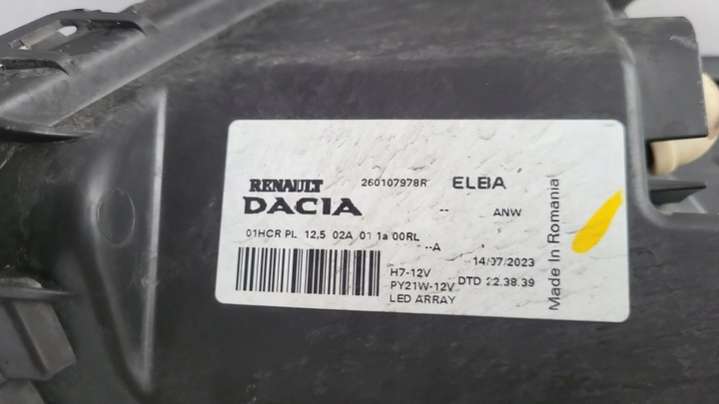 RENAULT 260107978R ELBA
DACIA -- ANW
01HCR PL 12,5 02A 01 1a 00RL
--A 14/07/2023
H7-12V
PY21W-12V DTD 22.38.39
LED ARRAY
Made In Romania